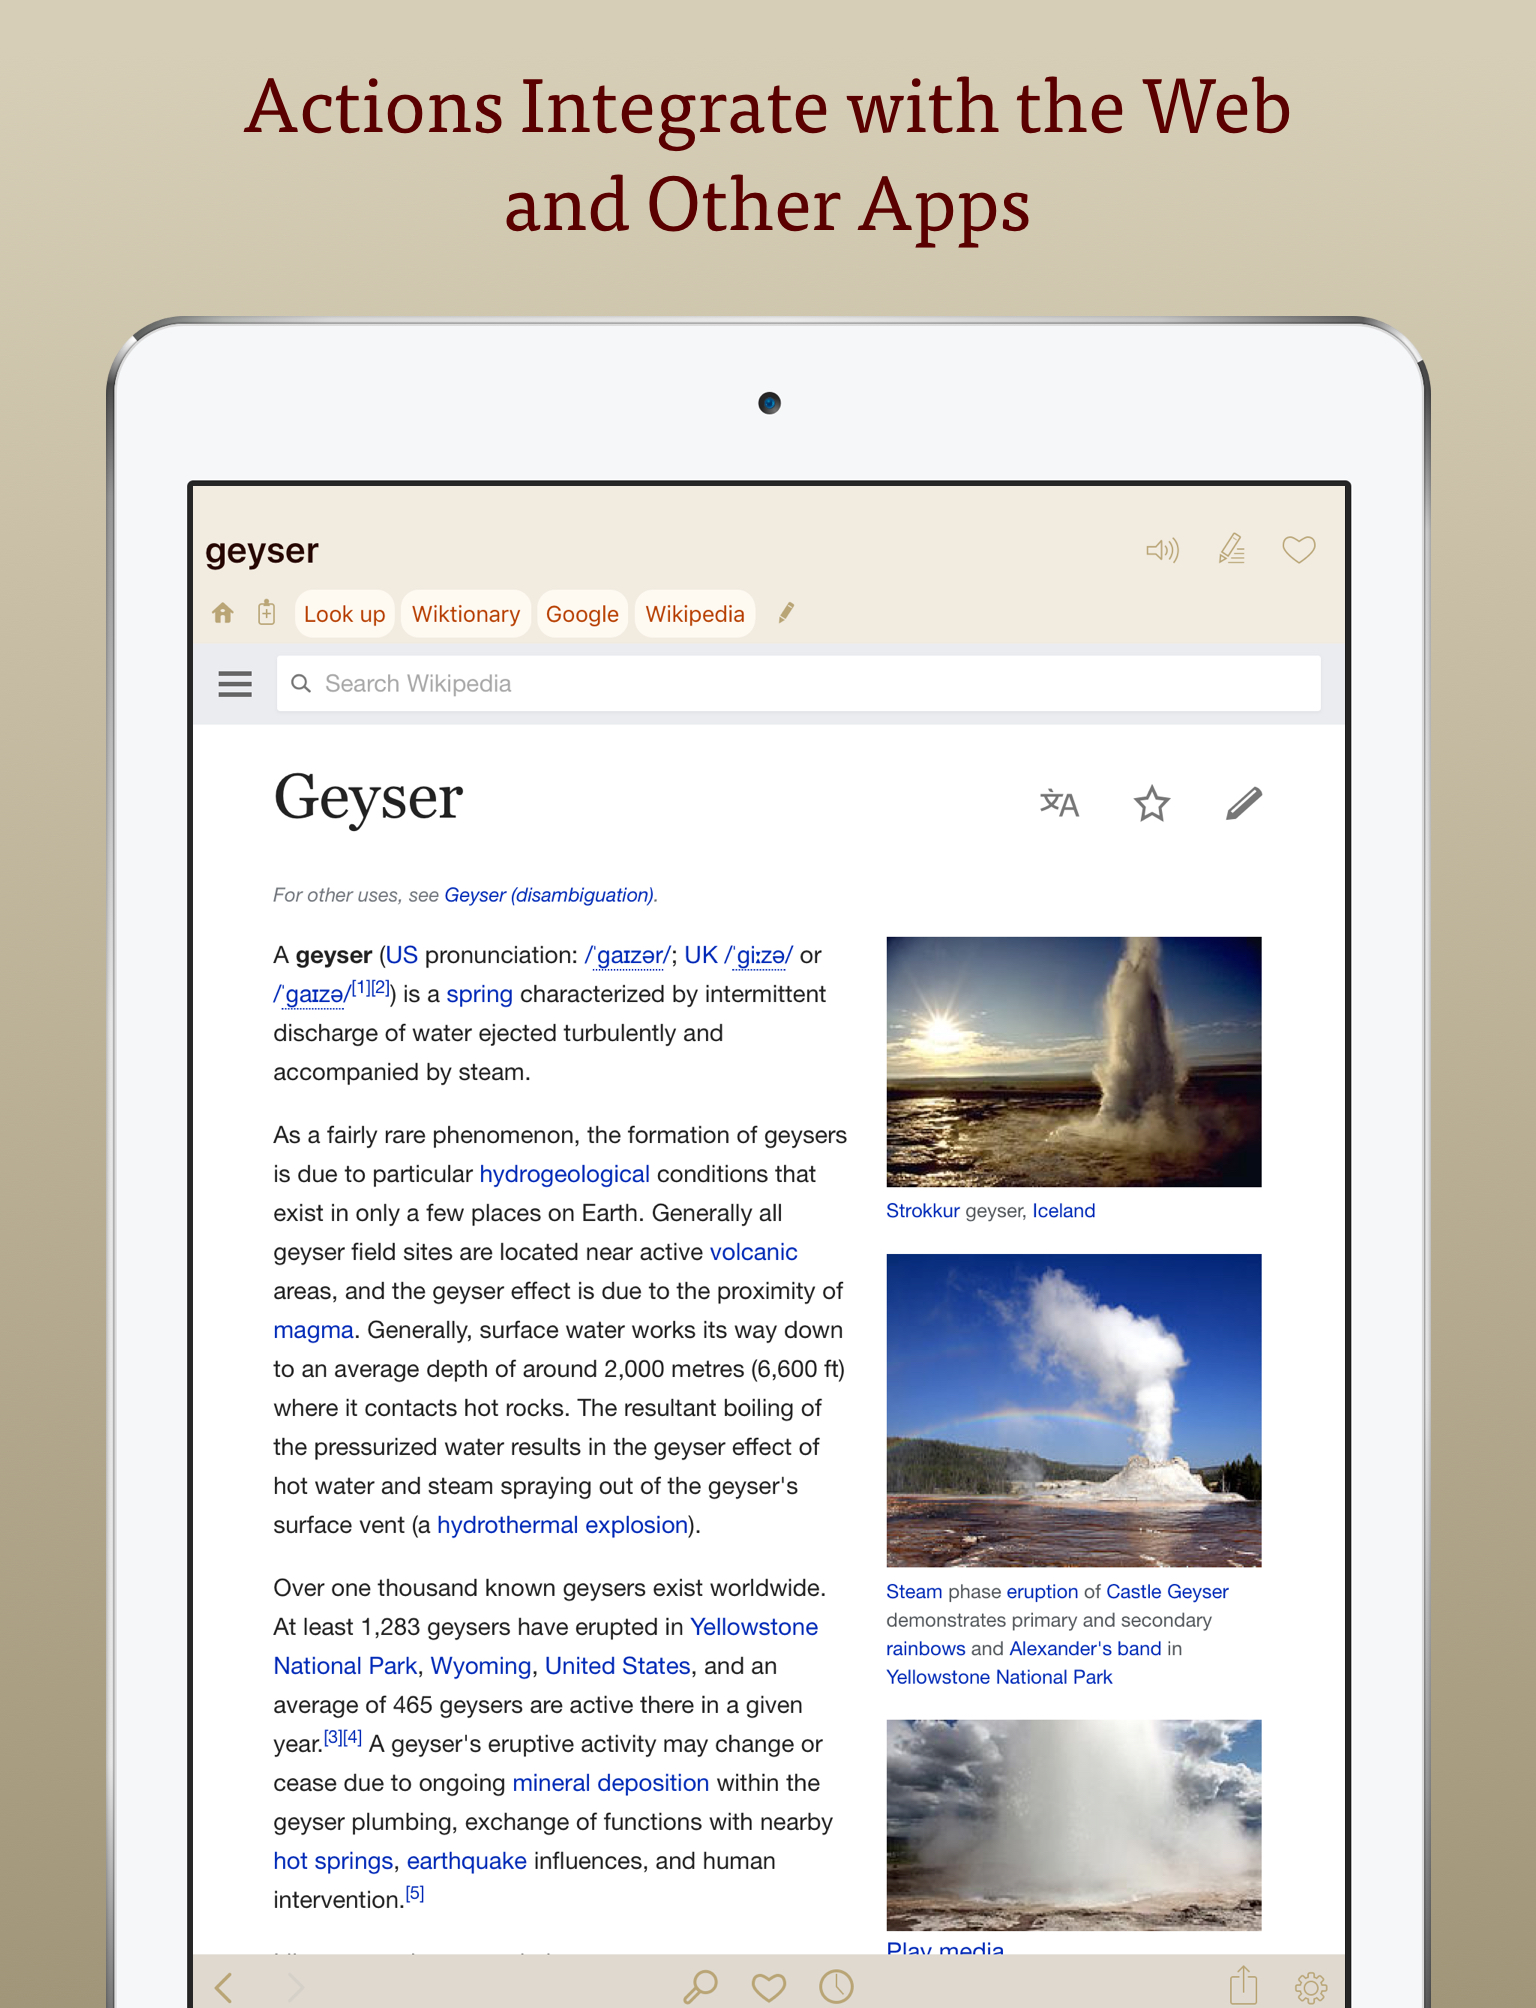 Actions Integrate with the Web
and Other Apps
geyser
Look up Wiktionary Google Wikipedia
Search Wikipedia
Geyser
文A
For other uses, see Geyser (disambiguation).
A geyser (US pronunciation: /ˈɡaɪzər/; UK /ˈɡiːzə/ or
/ˈɡaɪzə/[1][2]) is a spring characterized by intermittent
discharge of water ejected turbulently and
accompanied by steam.
As a fairly rare phenomenon, the formation of geysers
is due to particular hydrogeological conditions that
exist in only a few places on Earth. Generally all
geyser field sites are located near active volcanic
areas, and the geyser effect is due to the proximity of
magma. Generally, surface water works its way down
to an average depth of around 2,000 metres (6,600 ft)
where it contacts hot rocks. The resultant boiling of
the pressurized water results in the geyser effect of
hot water and steam spraying out of the geyser's
surface vent (a hydrothermal explosion).
Over one thousand known geysers exist worldwide.
At least 1,283 geysers have erupted in Yellowstone
National Park, Wyoming, United States, and an
average of 465 geysers are active there in a given
year.[3][4] A geyser's eruptive activity may change or
cease due to ongoing mineral deposition within the
geyser plumbing, exchange of functions with nearby
hot springs, earthquake influences, and human
intervention.[5]
Strokkur geyser, Iceland
Steam phase eruption of Castle Geyser
demonstrates primary and secondary
rainbows and Alexander's band in
Yellowstone National Park
Play media